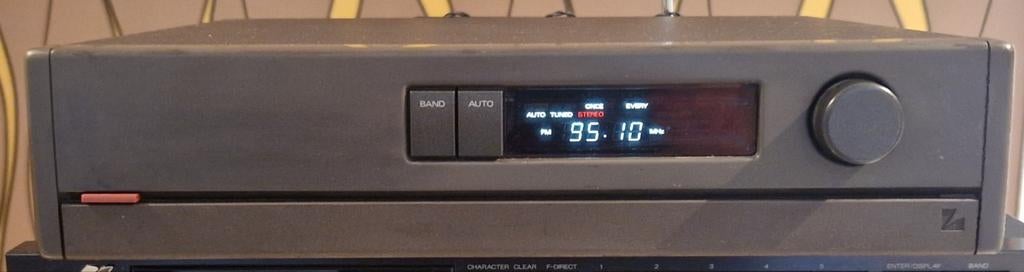 BAND AUTO
ONCE EVERY
AUTO TUNED STEREO
FM 95.10 MHz
CHARACTER CLEAR F-DIRECT 1 2 3 4 5 ENTER/DISPLAY BAND